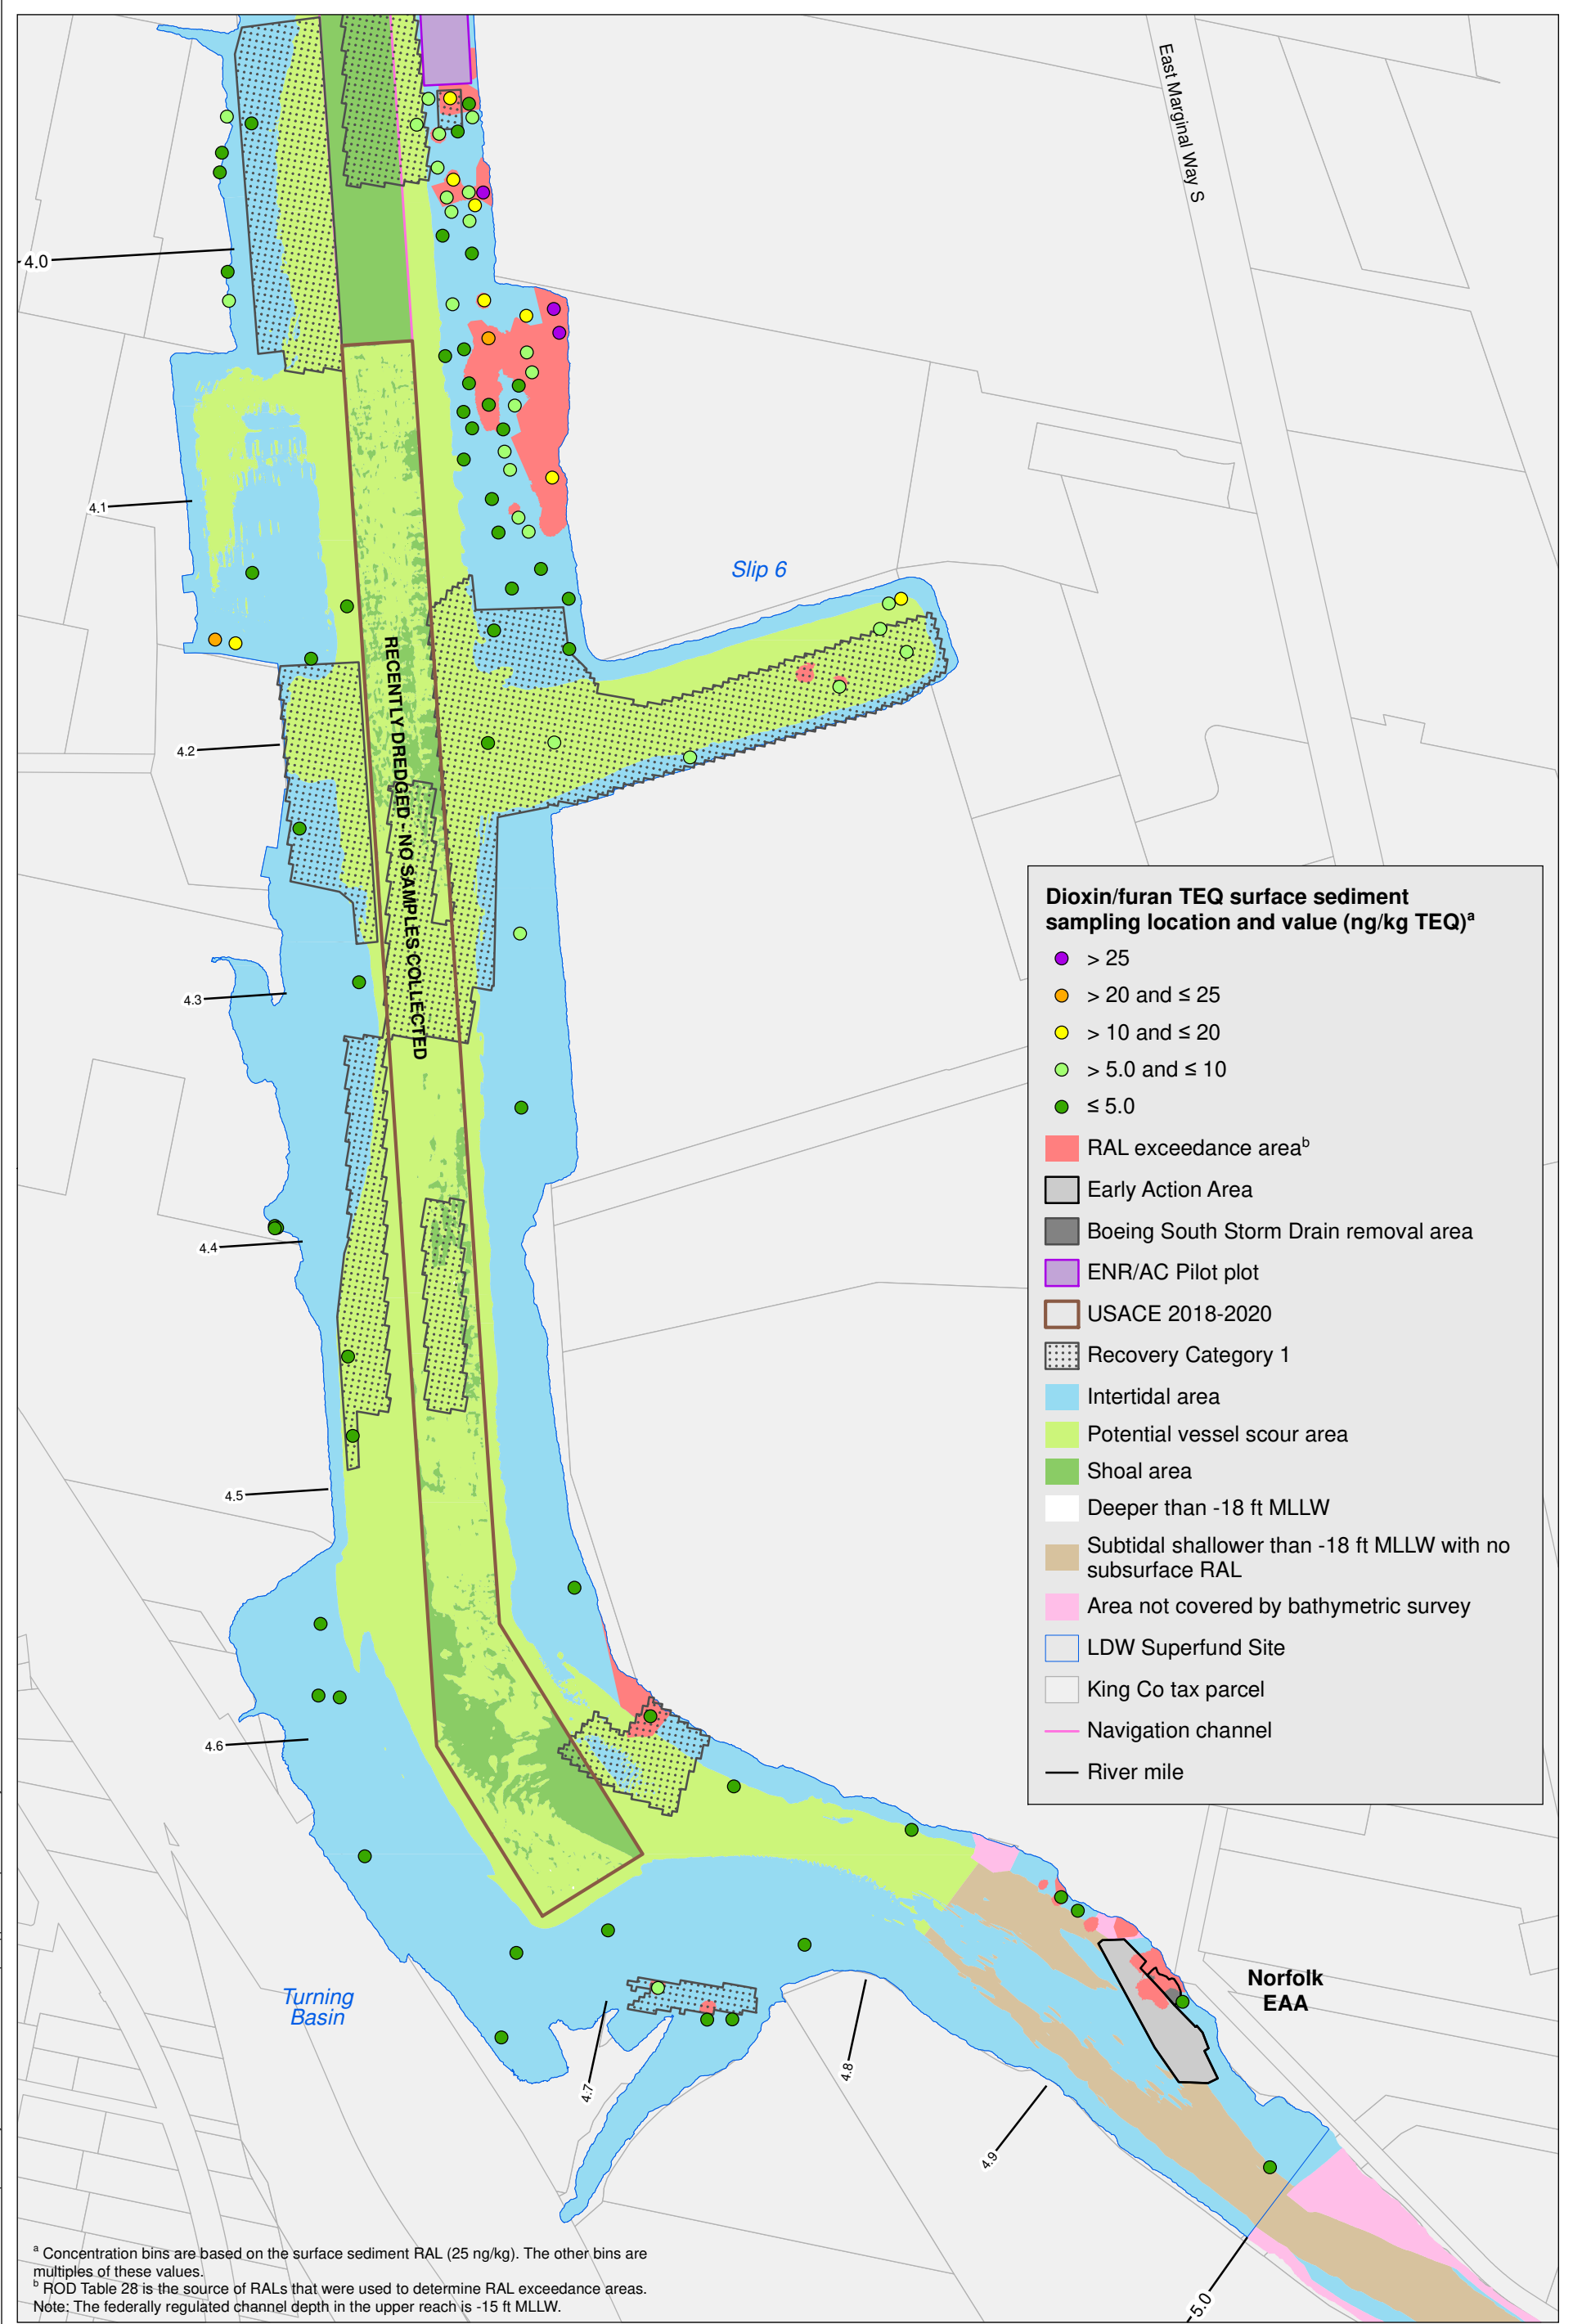 East Marginal Way S
4.0
4.1
Slip 6
RECENTLY DREDGED - NO SAMPLES COLLECTED
4.2
4.3
4.4
4.5
4.6
Dioxin/furan TEQ surface sediment
sampling location and value (ng/kg TEQ)a
> 25
> 20 and ≤ 25
> 10 and ≤ 20
> 5.0 and ≤ 10
≤ 5.0
RAL exceedance areab
Early Action Area
Boeing South Storm Drain removal area
ENR/AC Pilot plot
USACE 2018-2020
Recovery Category 1
Intertidal area
Potential vessel scour area
Shoal area
Deeper than -18 ft MLLW
Subtidal shallower than -18 ft MLLW with no
subsurface RAL
Area not covered by bathymetric survey
LDW Superfund Site
King Co tax parcel
Navigation channel
River mile
Norfolk
EAA
Turning
Basin
4.7
4.8
4.9
5.0
a Concentration bins are based on the surface sediment RAL (25 ng/kg). The other bins are
multiples of these values.
b ROD Table 28 is the source of RALs that were used to determine RAL exceedance areas.
Note: The federally regulated channel depth in the upper reach is -15 ft MLLW.